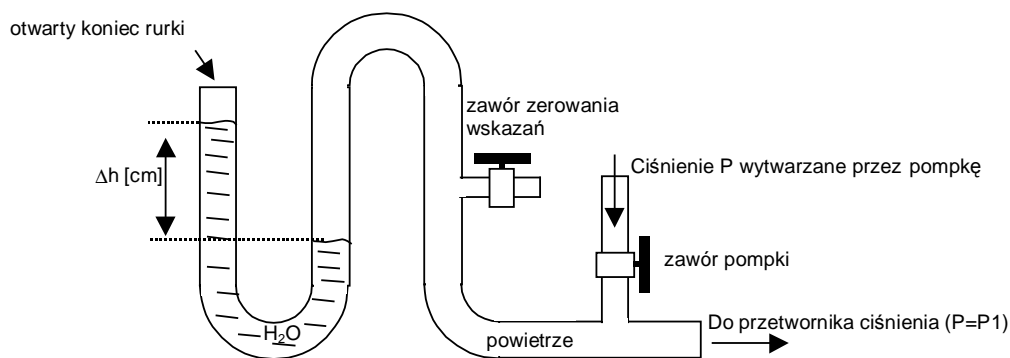 otwarty koniec rurki
zawór zerowania
wskazań
Δh [cm]
Ciśnienie P wytwarzane przez pompkę
zawór pompki
H₂O
powietrze
Do przetwornika ciśnienia (P=P1)